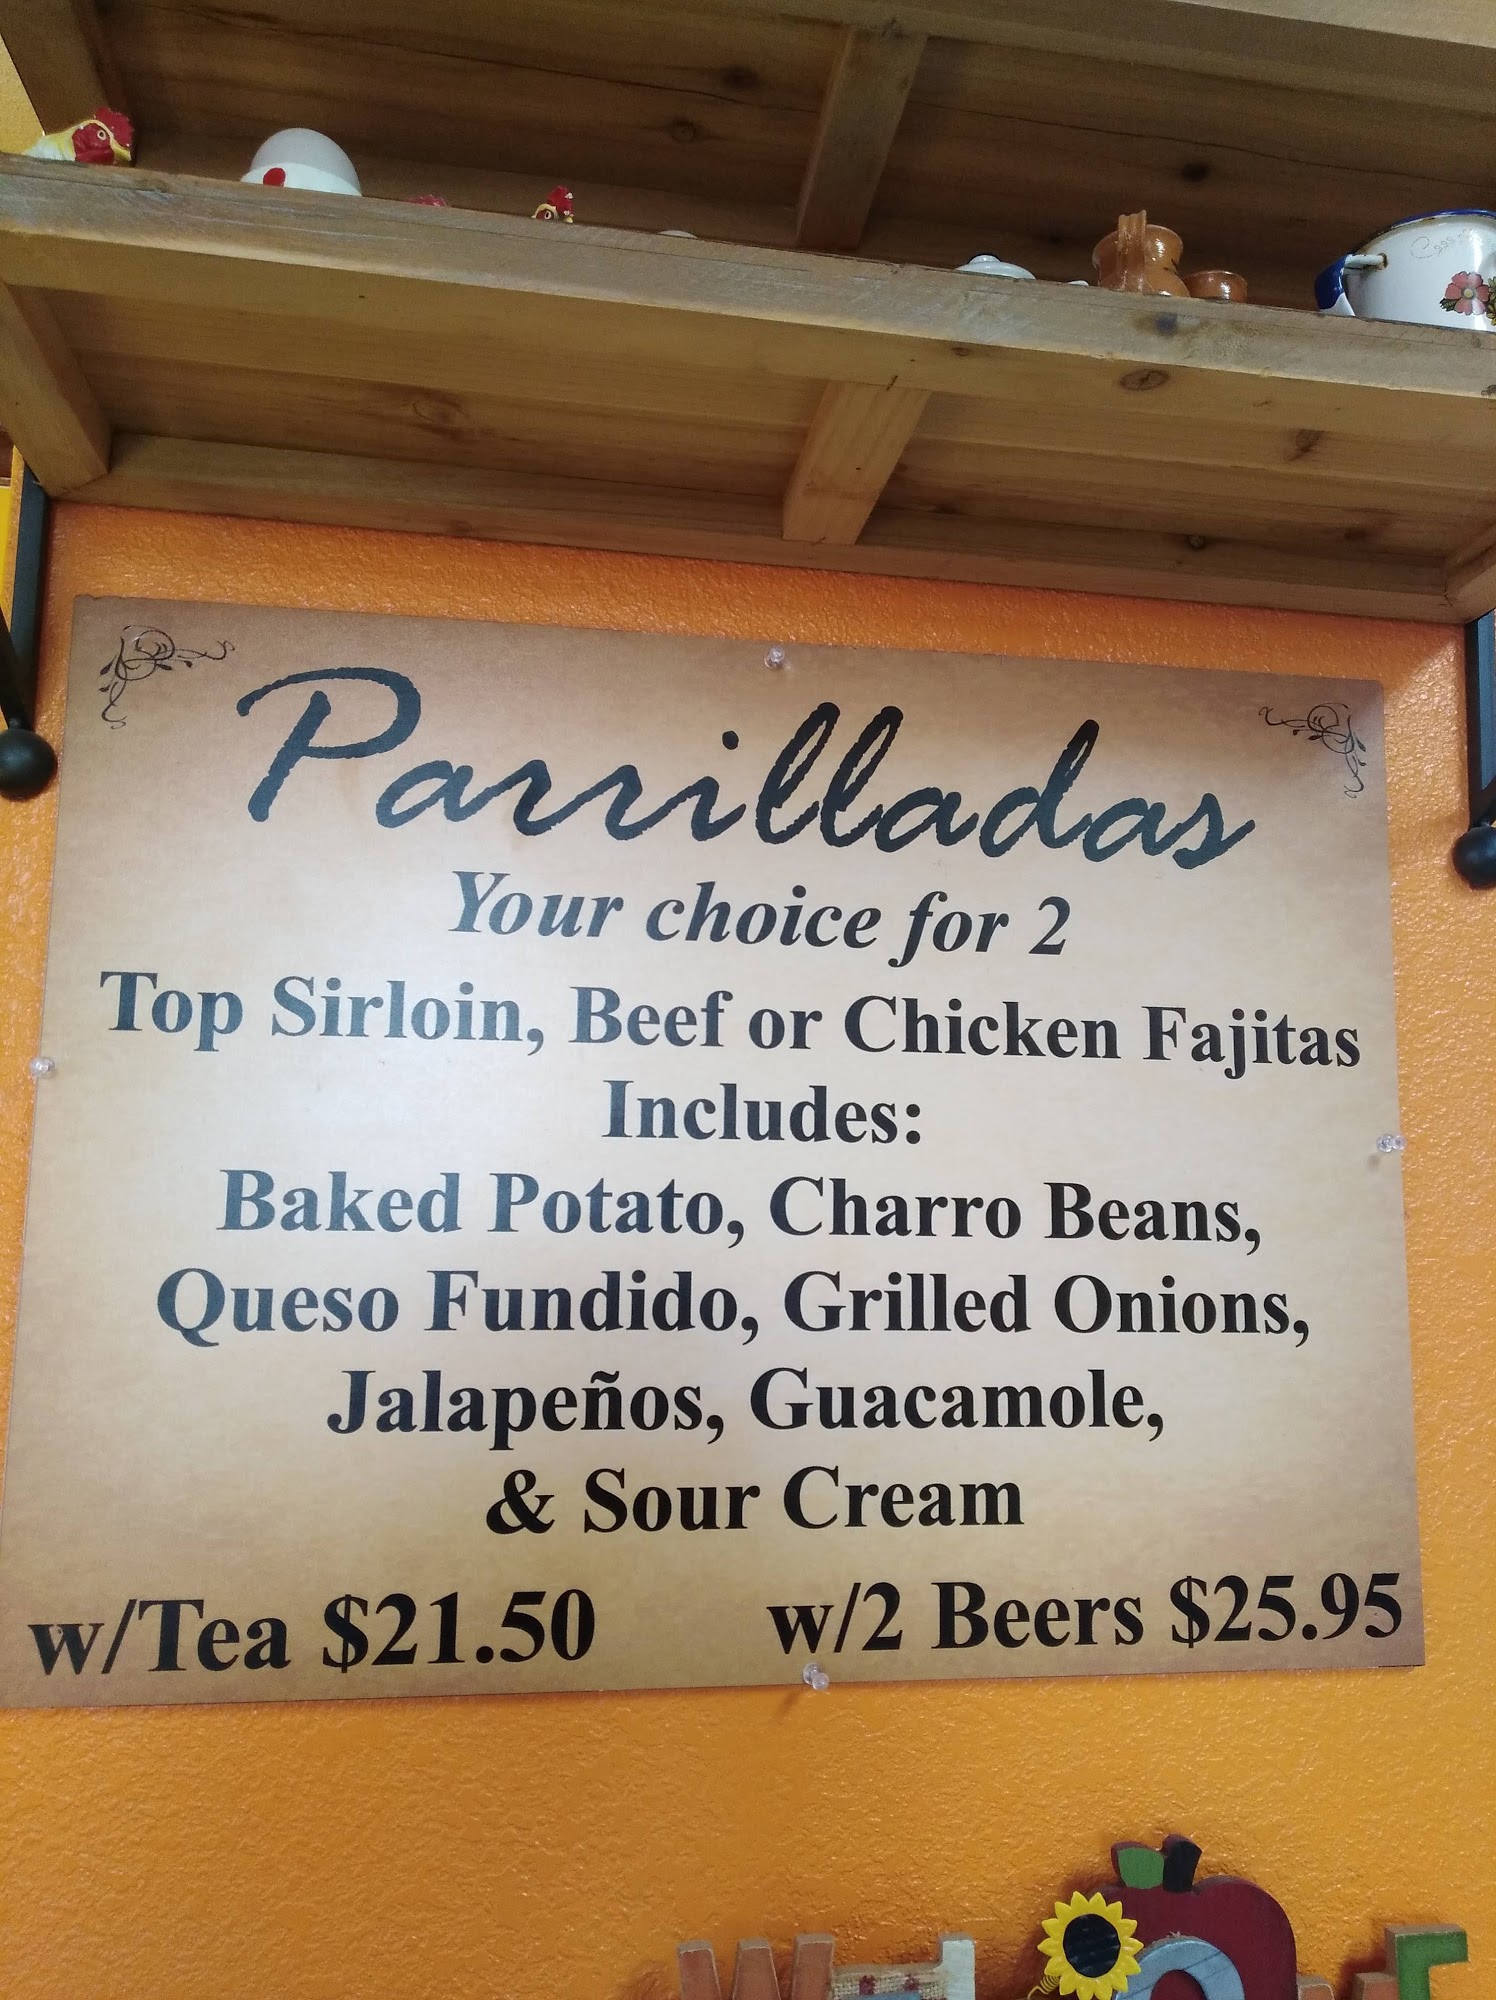 Parrilladas
Your choice for 2
Top Sirloin, Beef or Chicken Fajitas
Includes:
Baked Potato, Charro Beans,
Queso Fundido, Grilled Onions,
Jalapeños, Guacamole,
& Sour Cream
w/Tea $21.50 w/2 Beers $25.95